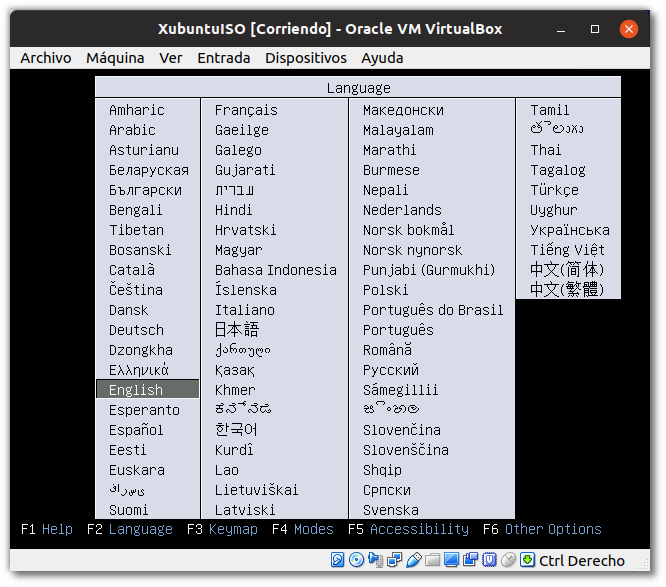 XubuntuISO [Corriendo] - Oracle VM VirtualBox
Archivo Máquina Ver Entrada Dispositivos Ayuda
Language
Amharic
Arabic
Asturianu
Беларуская
Български
Bengali
Tibetan
Bosanski
Català
Čeština
Dansk
Deutsch
Dzongkha
Ελληνικά
English
Esperanto
Español
Eesti
Euskara
Suomi
Français
Gaeilge
Galego
Gujarati
עברית
Hindi
Hrvatski
Magyar
Bahasa Indonesia
Íslenska
Italiano
日本語
ქართული
Қазақ
Khmer
ಕನ್ನಡ
한국어
Kurdî
Lao
Lietuviškai
Latviski
Македонски
Malayalam
Marathi
Burmese
Nepali
Nederlands
Norsk bokmål
Norsk nynorsk
Punjabi (Gurmukhi)
Polski
Português do Brasil
Português
Română
Русский
Sámegillii
සිංහල
Slovenčina
Slovenščina
Shqip
Српски
Svenska
Tamil
తెలుగు
Thai
Tagalog
Türkçe
Uyghur
Українська
Tiếng Việt
中文(简体)
中文(繁體)
F1 Help F2 Language F3 Keymap F4 Modes F5 Accessibility F6 Other Options
Ctrl Derecho